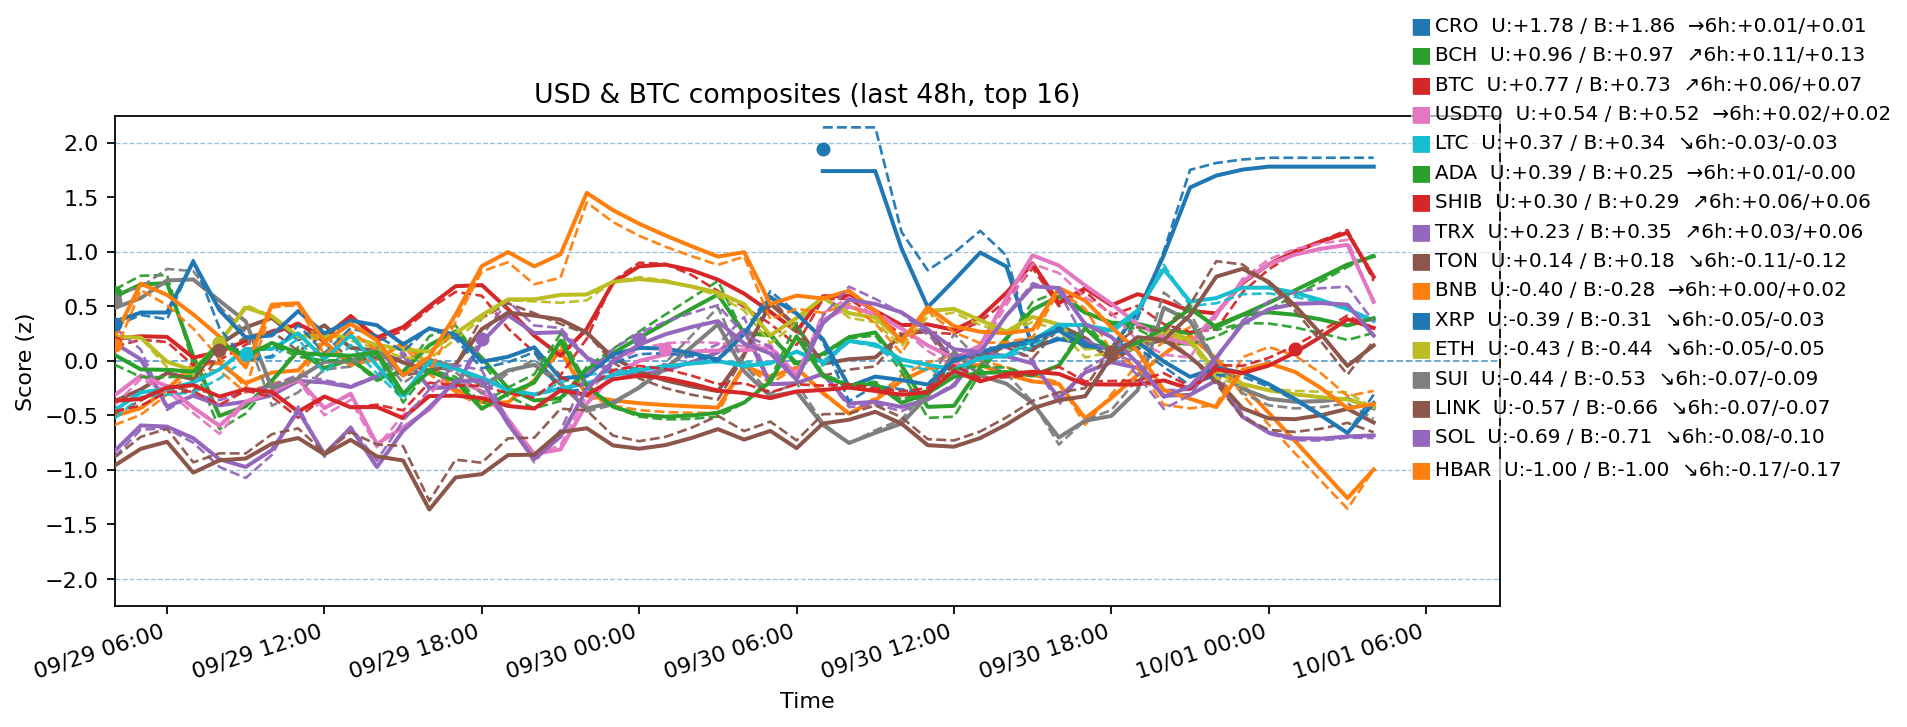 USD & BTC composites (last 48h, top 16)
CRO  U:+1.78 / B:+1.86  →6h:+0.01/+0.01
BCH  U:+0.96 / B:+0.97  ↗6h:+0.11/+0.13
BTC  U:+0.77 / B:+0.73  ↗6h:+0.06/+0.07
USDT0  U:+0.54 / B:+0.52  →6h:+0.02/+0.02
LTC  U:+0.37 / B:+0.34  ↘6h:-0.03/-0.03
ADA  U:+0.39 / B:+0.25  →6h:+0.01/-0.00
SHIB  U:+0.30 / B:+0.29  ↗6h:+0.06/+0.06
TRX  U:+0.23 / B:+0.35  ↗6h:+0.03/+0.06
TON  U:+0.14 / B:+0.18  ↘6h:-0.11/-0.12
BNB  U:-0.40 / B:-0.28  →6h:+0.00/+0.02
XRP  U:-0.39 / B:-0.31  ↘6h:-0.05/-0.03
ETH  U:-0.43 / B:-0.44  ↘6h:-0.05/-0.05
SUI  U:-0.44 / B:-0.53  ↘6h:-0.07/-0.09
LINK  U:-0.57 / B:-0.66  ↘6h:-0.07/-0.07
SOL  U:-0.69 / B:-0.71  ↘6h:-0.08/-0.10
HBAR  U:-1.00 / B:-1.00  ↘6h:-0.17/-0.17
Score (z)
2.0
1.5
1.0
0.5
0.0
−0.5
−1.0
−1.5
−2.0
09/29 06:00
09/29 12:00
09/29 18:00
09/30 00:00
09/30 06:00
09/30 12:00
09/30 18:00
10/01 00:00
10/01 06:00
Time